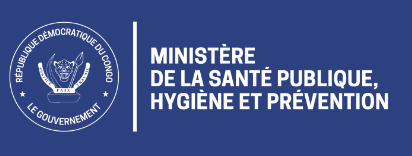 RÉPUBLIQUE DÉMOCRATIQUE DU CONGO
LE GOUVERNEMENT
MINISTÈRE
DE LA SANTÉ PUBLIQUE,
HYGIÈNE ET PRÉVENTION